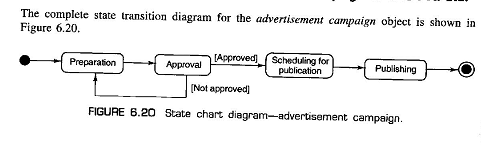 The complete state transition diagram for the advertisement campaign object is shown in
Figure 6.20.
Preparation
Approval
[Approved]
Scheduling for
publication
Publishing
[Not approved]
FIGURE 6.20 State chart diagram—advertisement campaign.